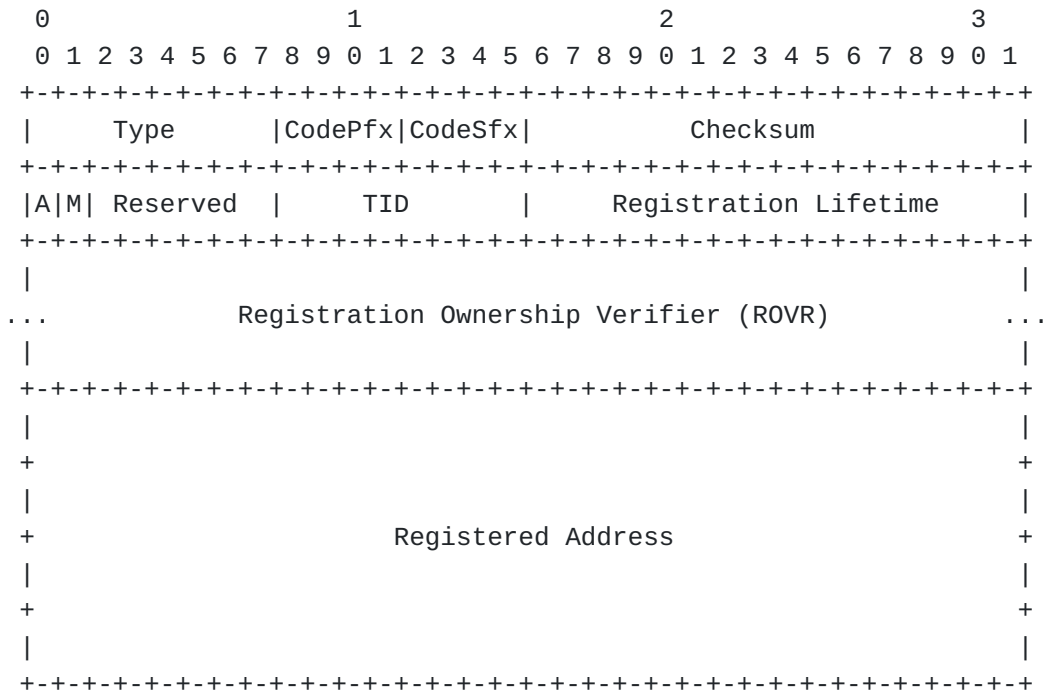 0                   1                   2                   3
 0 1 2 3 4 5 6 7 8 9 0 1 2 3 4 5 6 7 8 9 0 1 2 3 4 5 6 7 8 9 0 1
+-+-+-+-+-+-+-+-+-+-+-+-+-+-+-+-+-+-+-+-+-+-+-+-+-+-+-+-+-+-+-+-+
|     Type      |CodePfx|CodeSfx|          Checksum             |
+-+-+-+-+-+-+-+-+-+-+-+-+-+-+-+-+-+-+-+-+-+-+-+-+-+-+-+-+-+-+-+-+
|A|M| Reserved  |     TID       |     Registration Lifetime     |
+-+-+-+-+-+-+-+-+-+-+-+-+-+-+-+-+-+-+-+-+-+-+-+-+-+-+-+-+-+-+-+-+
|                                                               |
...            Registration Ownership Verifier (ROVR)           ...
|                                                               |
+-+-+-+-+-+-+-+-+-+-+-+-+-+-+-+-+-+-+-+-+-+-+-+-+-+-+-+-+-+-+-+-+
|                                                               |
+                                                               +
|                                                               |
+                       Registered Address                      +
|                                                               |
+                                                               +
|                                                               |
+-+-+-+-+-+-+-+-+-+-+-+-+-+-+-+-+-+-+-+-+-+-+-+-+-+-+-+-+-+-+-+-+